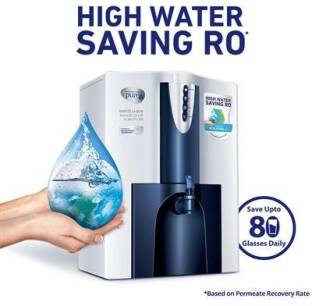 HIGH WATER
SAVING RO*
pureit
HIGH WATER
SAVING RO
Save Upto
80
Glasses Daily
*Based on Permeate Recovery Rate